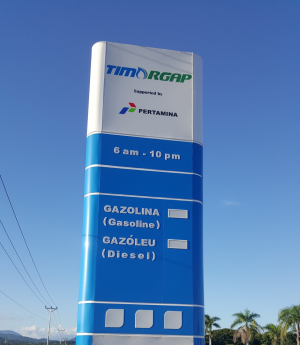 TIMORGAP
Supported by
PERTAMINA
6 am - 10 pm
GAZOLINA
(Gasoline)
GAZÓLEU
(Diesel)